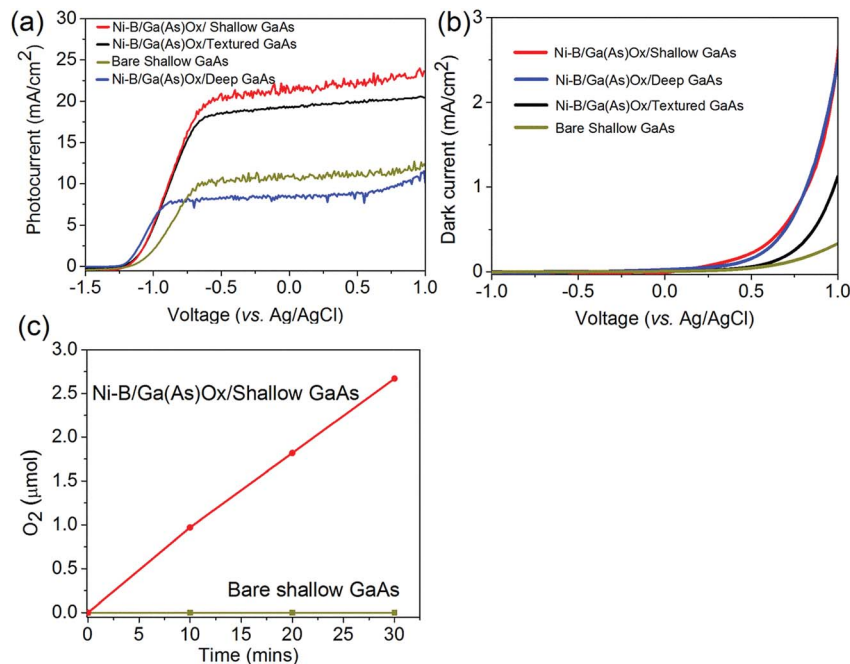 (a)
Ni-B/Ga(As)Ox/ Shallow GaAs
Ni-B/Ga(As)Ox/Textured GaAs
Bare Shallow GaAs
Ni-B/Ga(As)Ox/Deep GaAs
Photocurrent (mA/cm²)
30
25
20
15
10
5
0
-1.5 -1.0 -0.5 0.0 0.5 1.0
Voltage (vs. Ag/AgCl)
(b)
Ni-B/Ga(As)Ox/Shallow GaAs
Ni-B/Ga(As)Ox/Deep GaAs
Ni-B/Ga(As)Ox/Textured GaAs
Bare Shallow GaAs
Dark current (mA/cm²)
3
2
1
0
-1.0 -0.5 0.0 0.5 1.0
Voltage (vs. Ag/AgCl)
(c)
Ni-B/Ga(As)Ox/Shallow GaAs
Bare shallow GaAs
O₂ (μmol)
3.0
2.5
2.0
1.5
1.0
0.5
0.0
0 10 20 30
Time (mins)